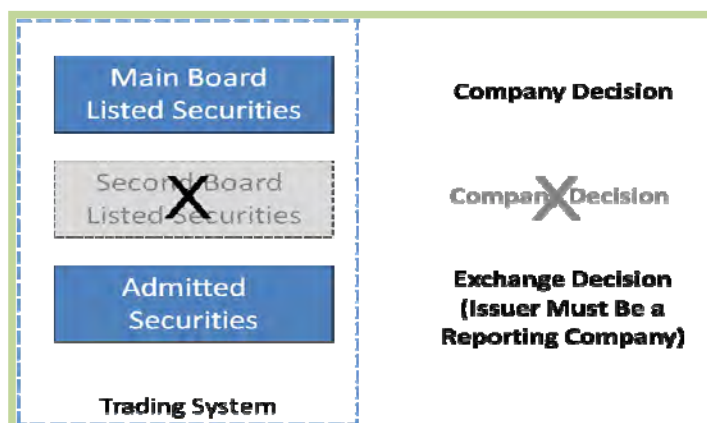 Main Board
Listed Securities
Company Decision
Second Board
Listed Securities
Company Decision
Admitted
Securities
Exchange Decision
(Issuer Must Be a
Reporting Company)
Trading System